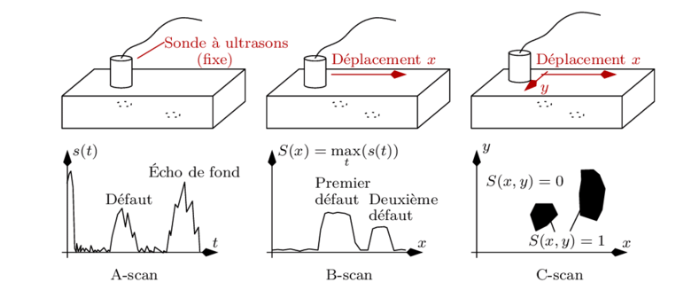 Sonde à ultrasons
(fixe)
Déplacement x
Déplacement x
y
s(t)
Écho de fond
Défaut
t
A-scan
S(x) = max(s(t))
t
Premier
défaut
Deuxième
défaut
x
B-scan
y
S(x, y) = 0
S(x, y) = 1
x
C-scan